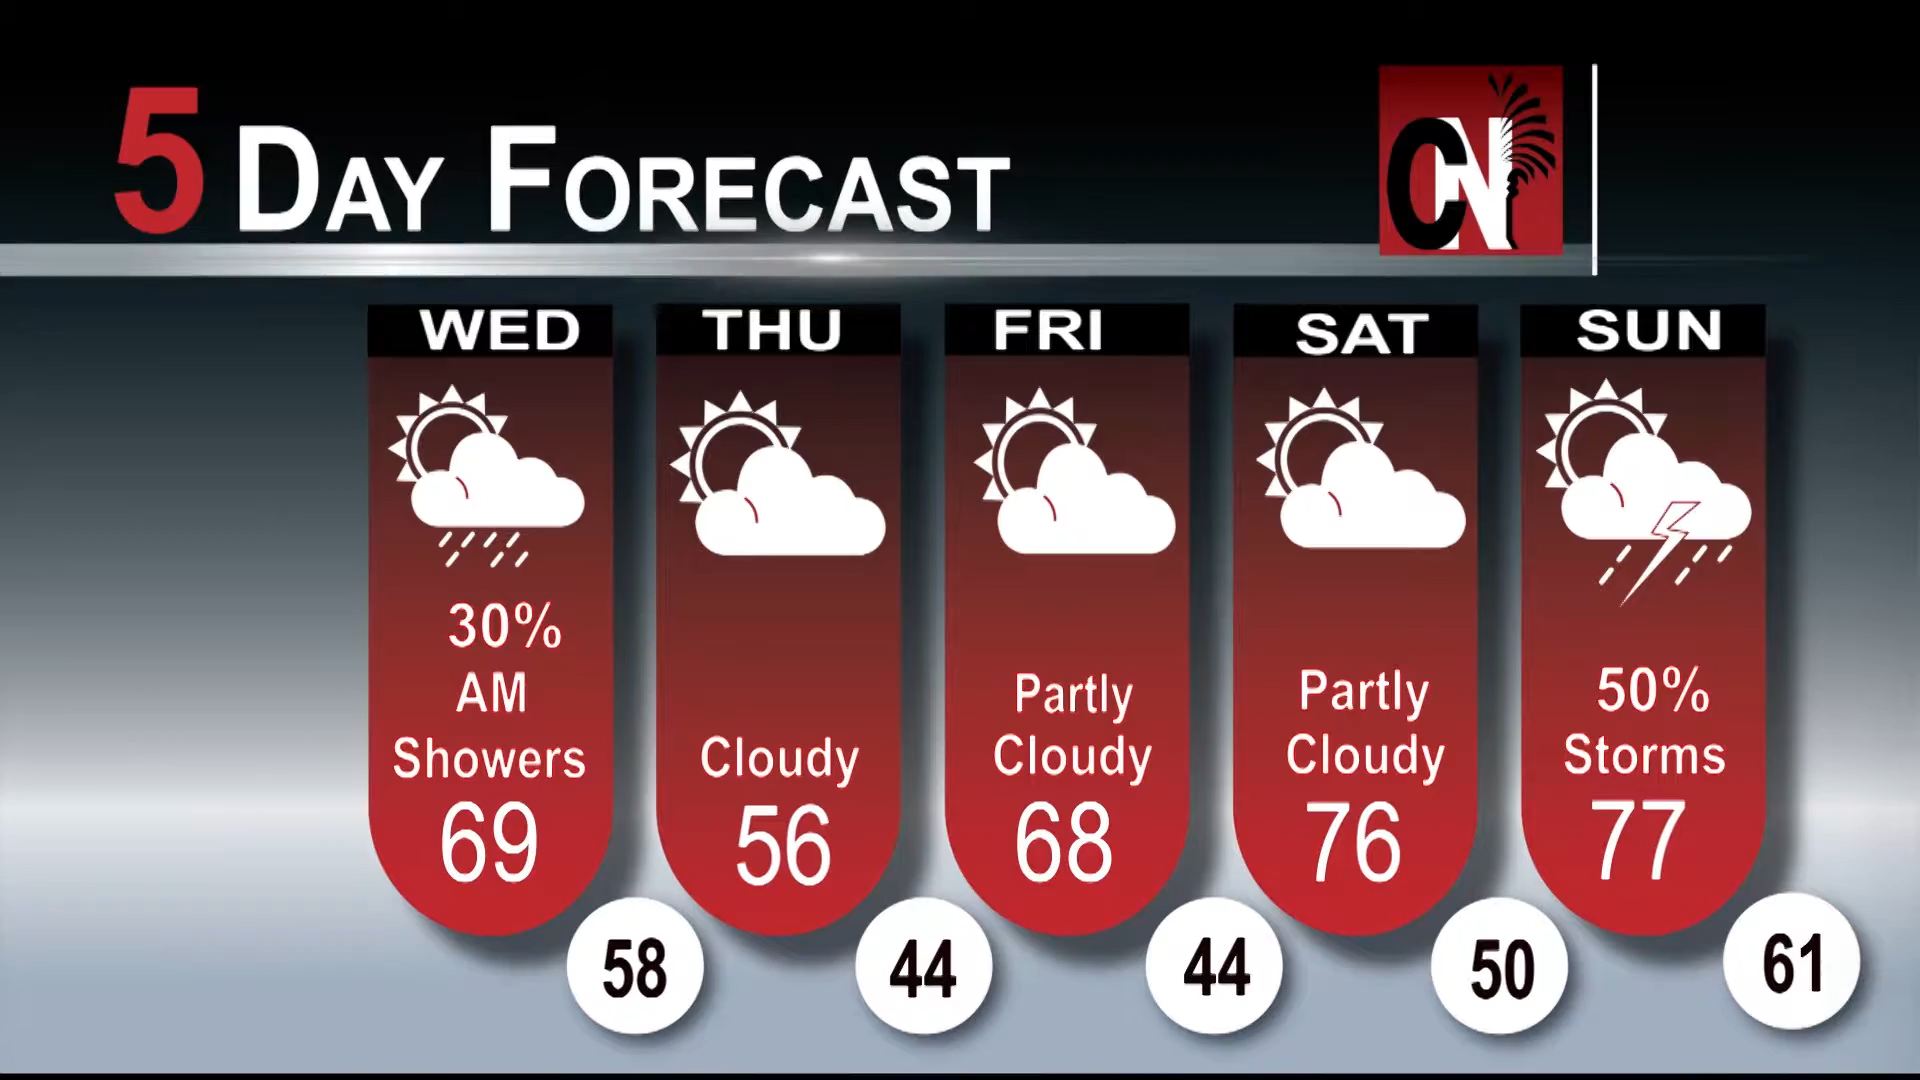 5 DAY FORECAST
CN
WED
30%
AM
Showers
69
58
THU
Cloudy
56
44
FRI
Partly
Cloudy
68
44
SAT
Partly
Cloudy
76
50
SUN
50%
Storms
77
61